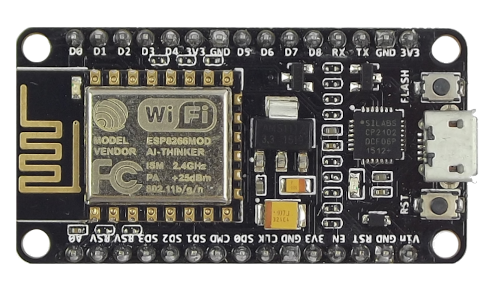 D0 D1 D2 D3 D4 3V3 GND D5 D6 D7 D8 RX TX GND 3V3
WiFi
MODEL ESP8266MOD
VENDOR AI-THINKER
ISM 2.4GHz
PA +25dBm
802.11b/g/n
FC
SILABS
CP2102
DCF06P
1512
FLASH
RST
A0 RSV RSV SD3 SD2 SD1 CMD SD0 CLK GND 3V3 EN RST GND Vin